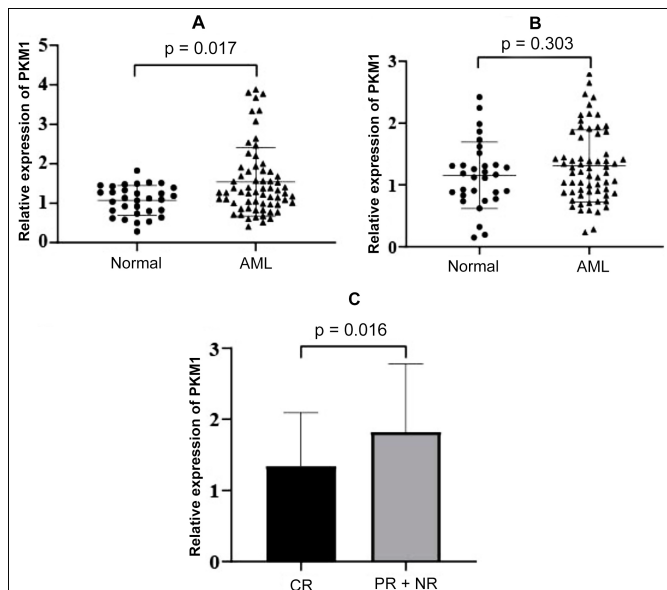 A
p = 0.017
Relative expression of PKM1
5
4
3
2
1
0
Normal AML
B
p = 0.303
Relative expression of PKM1
3
2
1
0
Normal AML
C
p = 0.016
Relative expression of PKM1
3
2
1
0
CR PR + NR